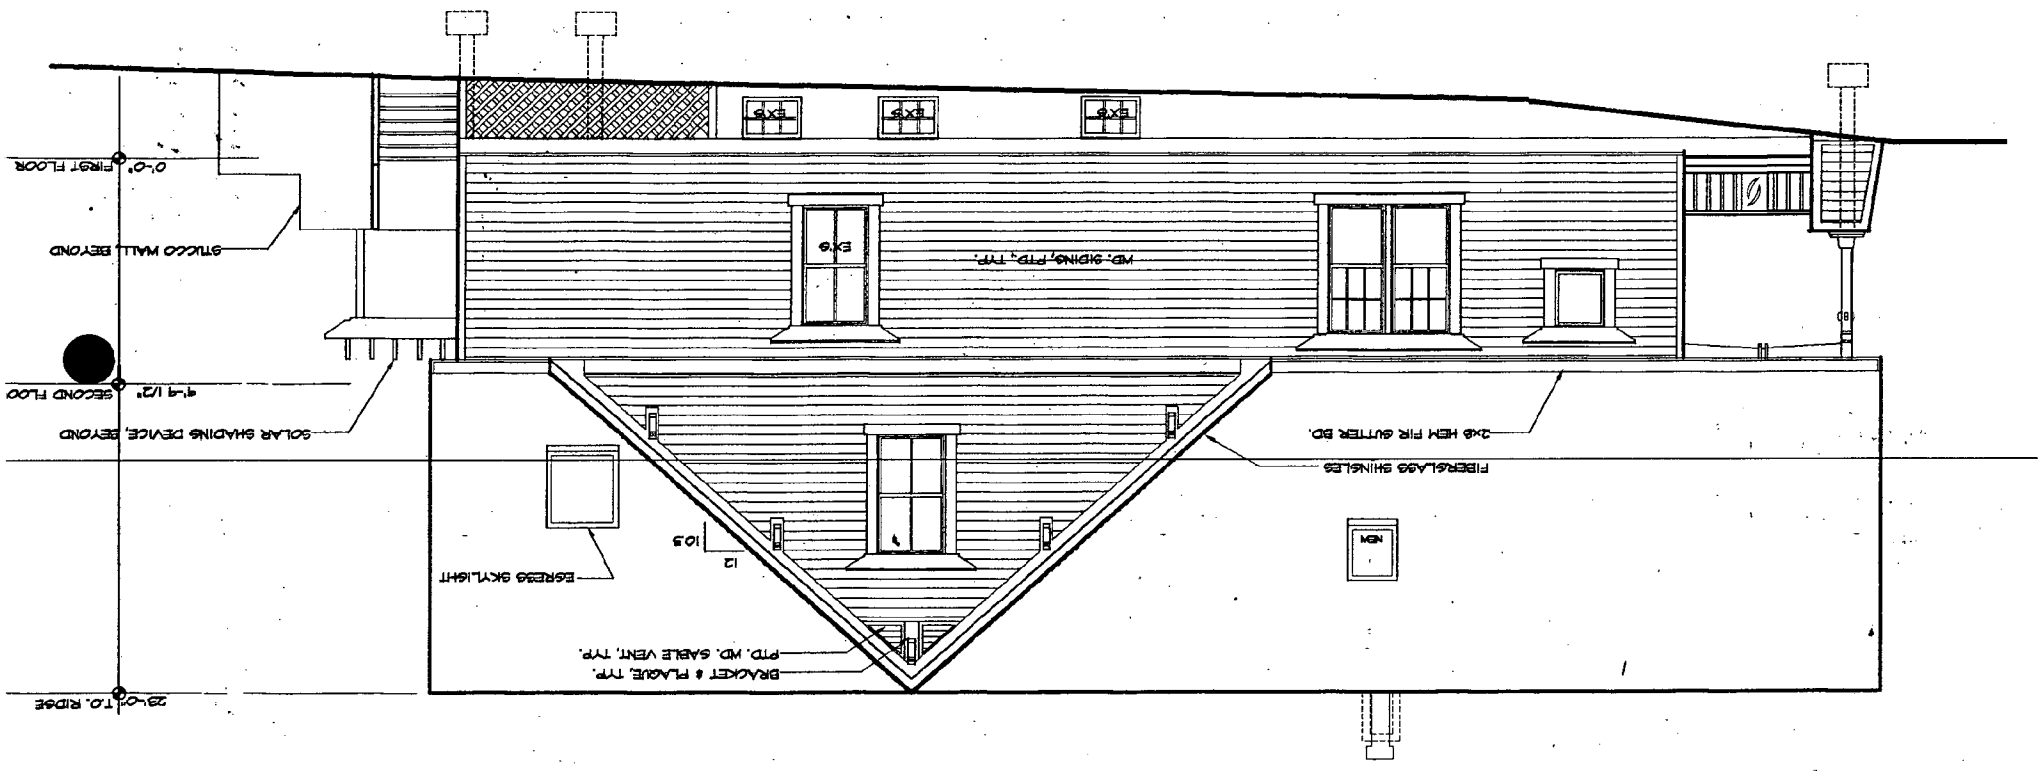 23'-0" T.O. RIDGE
BRACKET & PLAQUE, TYP.
PTD. WD. GABLE VENT, TYP.
EGRESS SKYLIGHT
12
10.5
NEW
FIBERGLASS SHINGLES
2x8 HEM FIR GUTTER BD.
SOLAR SHADING DEVICE, BEYOND
9'-9 1/2" SECOND FLOO
WD. SIDING, PTD., TYP.
EX'G
STUCCO WALL, BEYOND
0'-0" FIRST FLOOR
EX'G
EX'G
EX'G